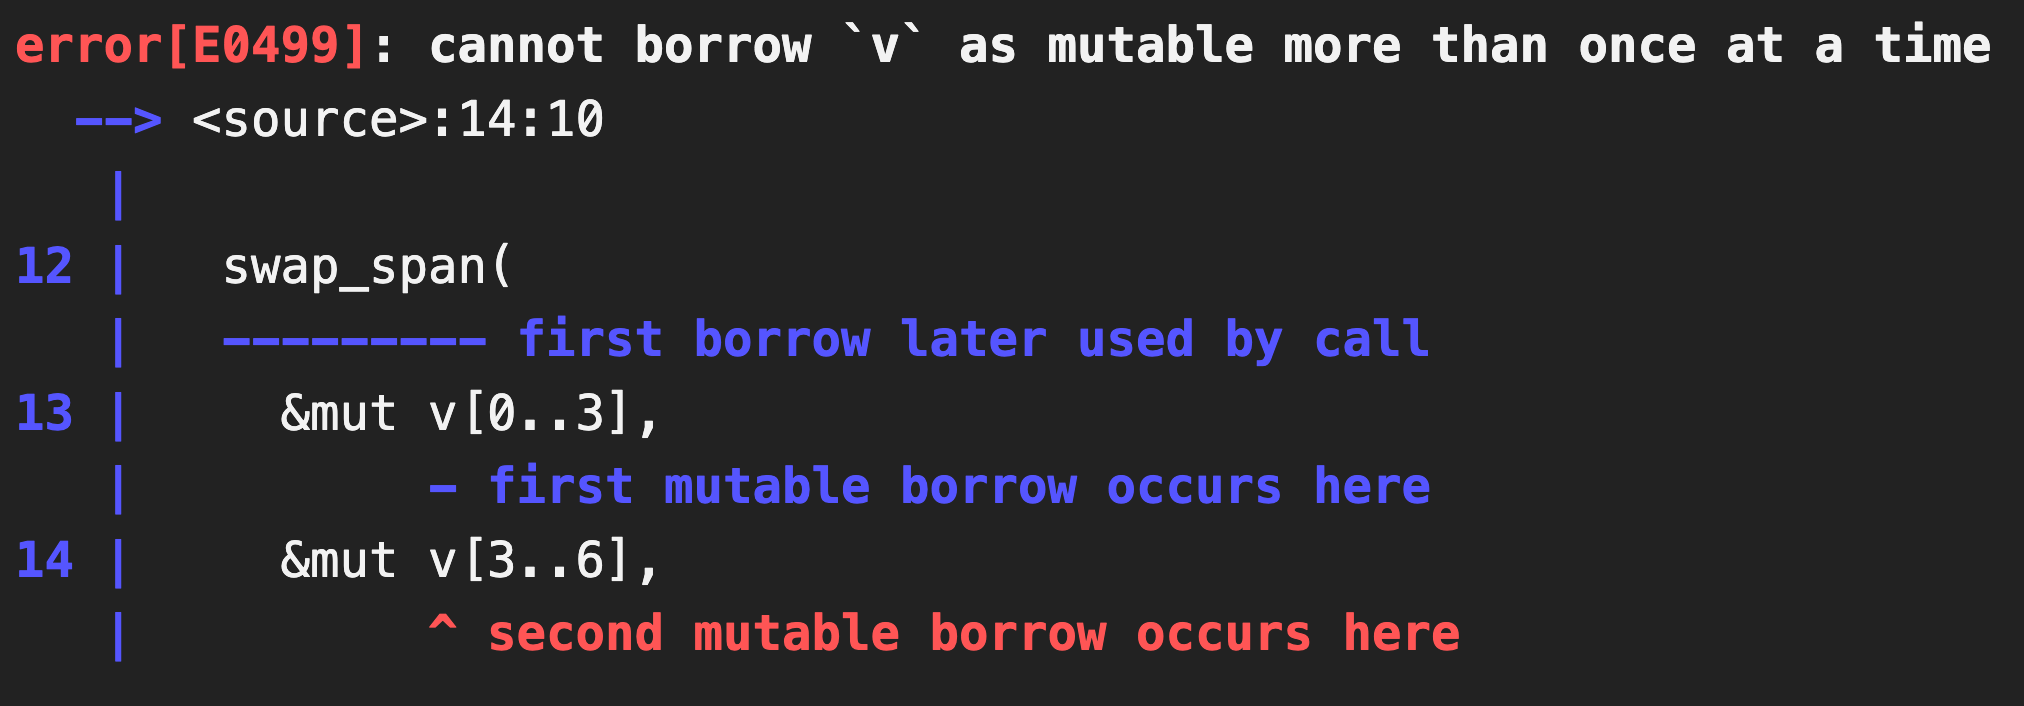 error[E0499]: cannot borrow `v` as mutable more than once at a time
  --> <source>:14:10
   |
12 |   swap_span(
   |   --------- first borrow later used by call
13 |     &mut v[0..3],
   |          - first mutable borrow occurs here
14 |     &mut v[3..6],
   |          ^ second mutable borrow occurs here